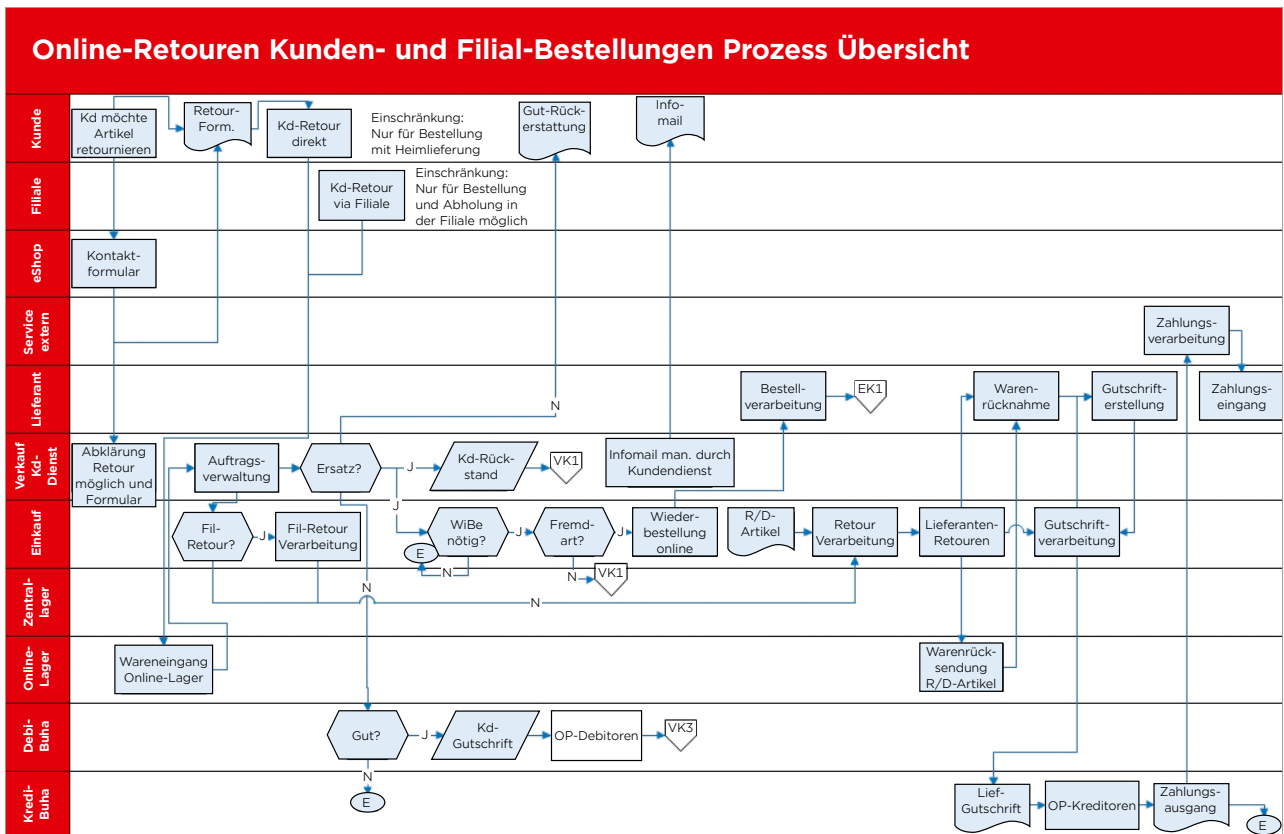 Online-Retouren Kunden- und Filial-Bestellungen Prozess Übersicht
Kunde
Kd möchte
Artikel
retournieren
Retour-
Form.
Kd-Retour
direkt
Einschränkung:
Nur für Bestellung
mit Heimlieferung
Gut-Rück-
erstattung
Info-
mail
Filiale
Kd-Retour
via Filiale
Einschränkung:
Nur für Bestellung
und Abholung in
der Filiale möglich
eShop
Kontakt-
formular
Service
extern
Zahlungs-
verarbeitung
Lieferant
N
Bestell-
verarbeitung
EK1
Waren-
rücknahme
Gutschrift-
erstellung
Zahlungs-
eingang
Verkauf
Kd-
Dienst
Abklärung
Retour
möglich und
Formular
Auftrags-
verwaltung
Ersatz?
J
J
Kd-Rück-
stand
VK1
Infomail man. durch
Kundendienst
Einkauf
Fil-
Retour?
J
Fil-Retour
Verarbeitung
WiBe
nötig?
E
N
J
Fremd-
art?
N
VK1
J
Wieder-
bestellung
online
R/D-
Artikel
Retour
Verarbeitung
Lieferanten-
Retouren
Gutschrift-
verarbeitung
Zentral-
lager
N
N
Online-
Lager
Wareneingang
Online-Lager
Warenrück-
sendung
R/D-Artikel
Debi-
Buha
Gut?
J
Kd-
Gutschrift
OP-Debitoren
VK3
N
Kredi-
Buha
E
Lief-
Gutschrift
OP-Kreditoren
Zahlungs-
ausgang
E